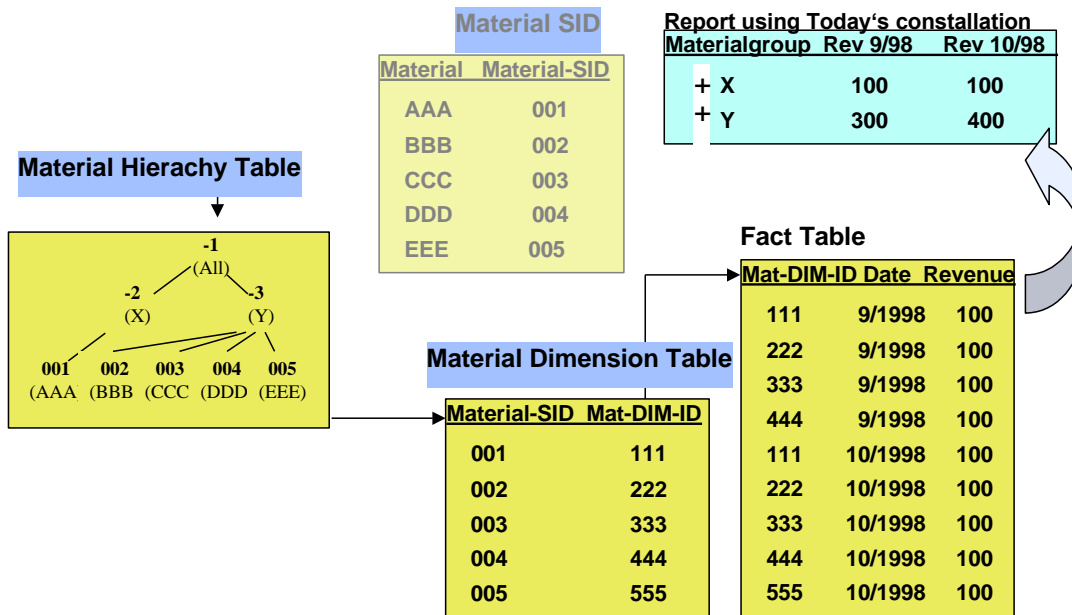 Material SID
Material Material-SID
AAA 001
BBB 002
CCC 003
DDD 004
EEE 005
Report using Today‘s constallation
Materialgroup Rev 9/98 Rev 10/98
+ X 100 100
+ Y 300 400
Material Hierachy Table
-1
(All)
-2 -3
(X) (Y)
001 002 003 004 005
(AAA) (BBB (CCC (DDD (EEE)
Material Dimension Table
Material-SID Mat-DIM-ID
001 111
002 222
003 333
004 444
005 555
Fact Table
Mat-DIM-ID Date Revenue
111 9/1998 100
222 9/1998 100
333 9/1998 100
444 9/1998 100
111 10/1998 100
222 10/1998 100
333 10/1998 100
444 10/1998 100
555 10/1998 100